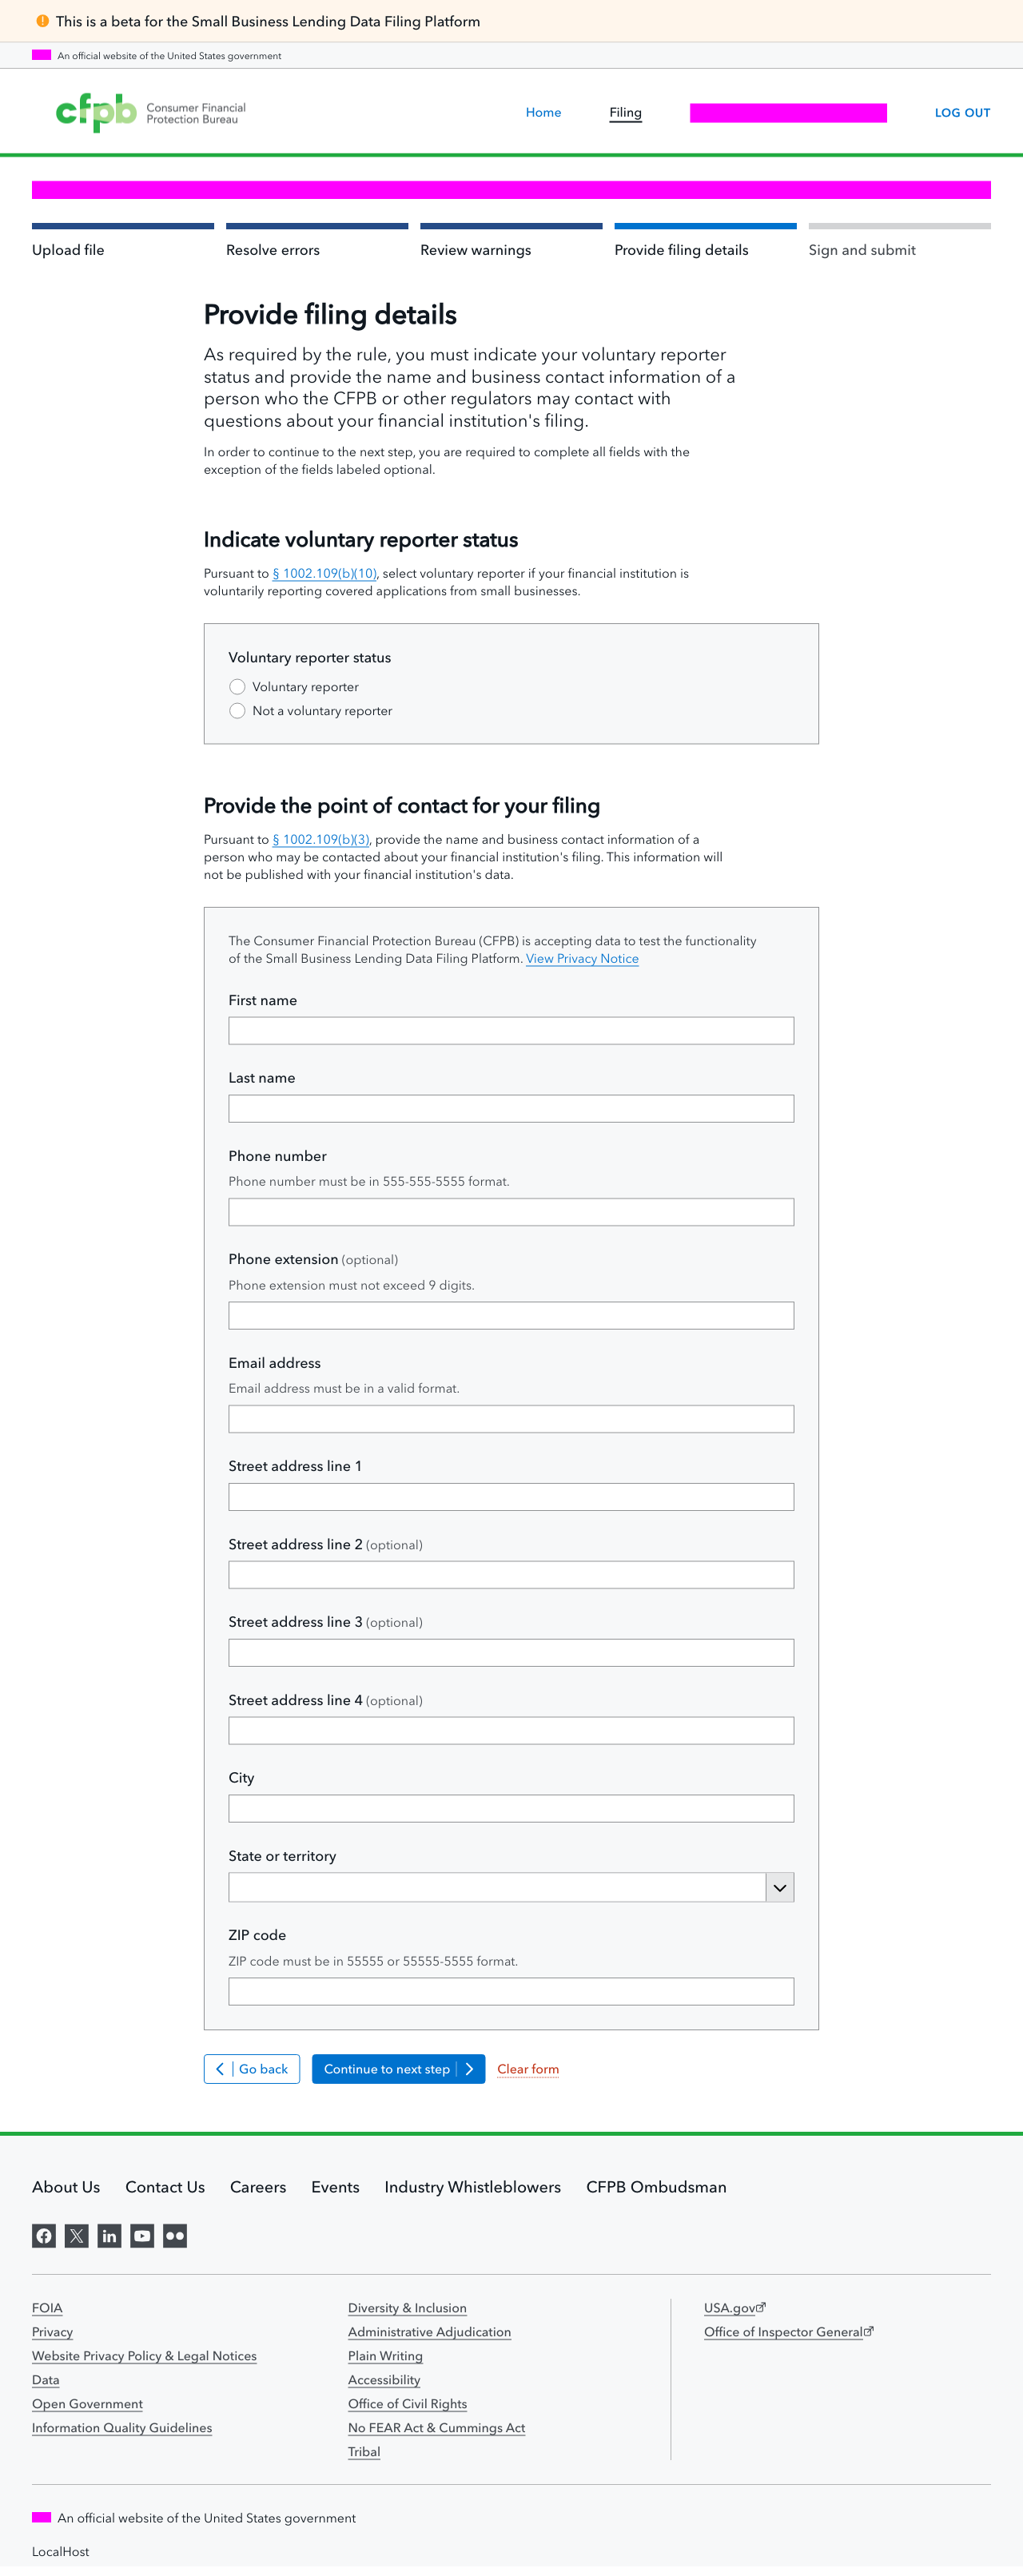 This is a beta for the Small Business Lending Data Filing Platform
An official website of the United States government
cfpb Consumer Financial Protection Bureau
Home
Filing
LOG OUT
Upload file
Resolve errors
Review warnings
Provide filing details
Sign and submit
Provide filing details
As required by the rule, you must indicate your voluntary reporter
status and provide the name and business contact information of a
person who the CFPB or other regulators may contact with
questions about your financial institution's filing.
In order to continue to the next step, you are required to complete all fields with the
exception of the fields labeled optional.
Indicate voluntary reporter status
Pursuant to § 1002.109(b)(10), select voluntary reporter if your financial institution is
voluntarily reporting covered applications from small businesses.
Voluntary reporter status
Voluntary reporter
Not a voluntary reporter
Provide the point of contact for your filing
Pursuant to § 1002.109(b)(3), provide the name and business contact information of a
person who may be contacted about your financial institution's filing. This information will
not be published with your financial institution's data.
The Consumer Financial Protection Bureau (CFPB) is accepting data to test the functionality
of the Small Business Lending Data Filing Platform. View Privacy Notice
First name
Last name
Phone number
Phone number must be in 555-555-5555 format.
Phone extension (optional)
Phone extension must not exceed 9 digits.
Email address
Email address must be in a valid format.
Street address line 1
Street address line 2 (optional)
Street address line 3 (optional)
Street address line 4 (optional)
City
State or territory
ZIP code
ZIP code must be in 55555 or 55555-5555 format.
Go back
Continue to next step
Clear form
About Us
Contact Us
Careers
Events
Industry Whistleblowers
CFPB Ombudsman
FOIA
Privacy
Website Privacy Policy & Legal Notices
Data
Open Government
Information Quality Guidelines
Diversity & Inclusion
Administrative Adjudication
Plain Writing
Accessibility
Office of Civil Rights
No FEAR Act & Cummings Act
Tribal
USA.gov
Office of Inspector General
An official website of the United States government
LocalHost